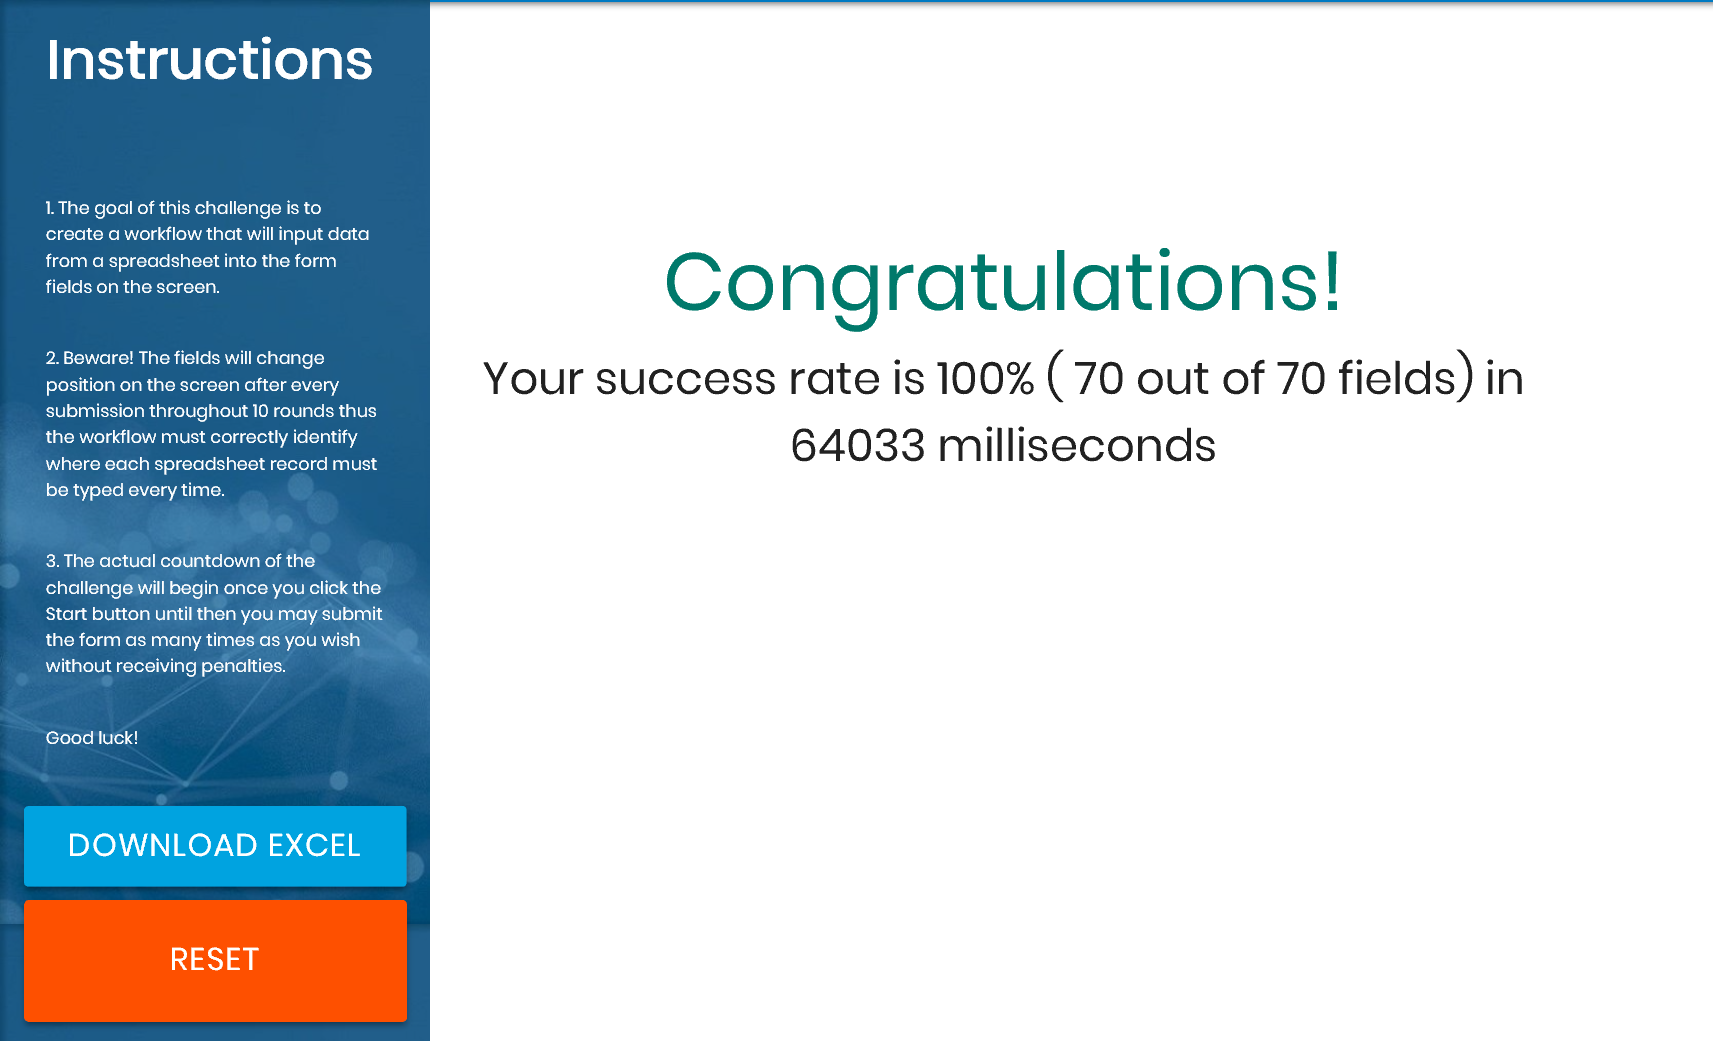 Instructions
1. The goal of this challenge is to
create a workflow that will input data
from a spreadsheet into the form
fields on the screen.
2. Beware! The fields will change
position on the screen after every
submission throughout 10 rounds thus
the workflow must correctly identify
where each spreadsheet record must
be typed every time.
3. The actual countdown of the
challenge will begin once you click the
Start button until then you may submit
the form as many times as you wish
without receiving penalties.
Good luck!
DOWNLOAD EXCEL
RESET
Congratulations!
Your success rate is 100% ( 70 out of 70 fields) in
64033 milliseconds